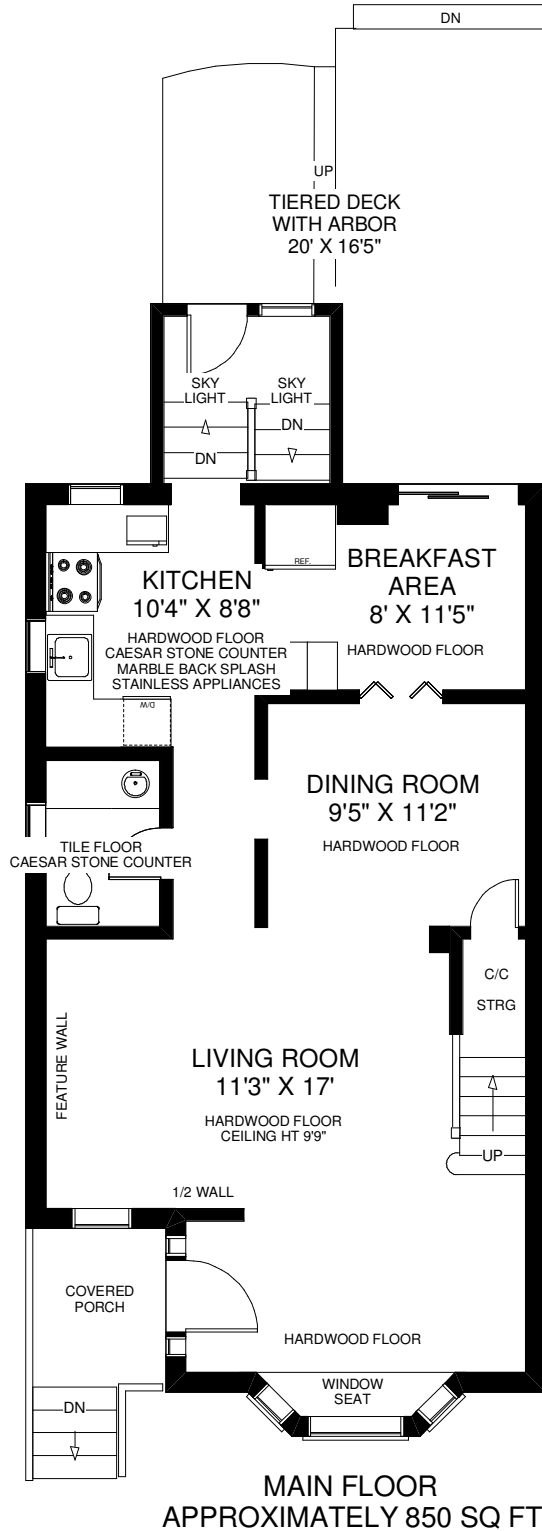 DN
UP
TIERED DECK
WITH ARBOR
20' X 16'5"
SKY
LIGHT
DN
SKY
LIGHT
DN
KITCHEN
10'4" X 8'8"
HARDWOOD FLOOR
CAESAR STONE COUNTER
MARBLE BACK SPLASH
STAINLESS APPLIANCES
D/W
REF.
BREAKFAST
AREA
8' X 11'5"
HARDWOOD FLOOR
DINING ROOM
9'5" X 11'2"
HARDWOOD FLOOR
TILE FLOOR
CAESAR STONE COUNTER
C/C
STRG
UP
FEATURE WALL
LIVING ROOM
11'3" X 17'
HARDWOOD FLOOR
CEILING HT 9'9"
1/2 WALL
COVERED
PORCH
DN
HARDWOOD FLOOR
WINDOW
SEAT
MAIN FLOOR
APPROXIMATELY 850 SQ FT